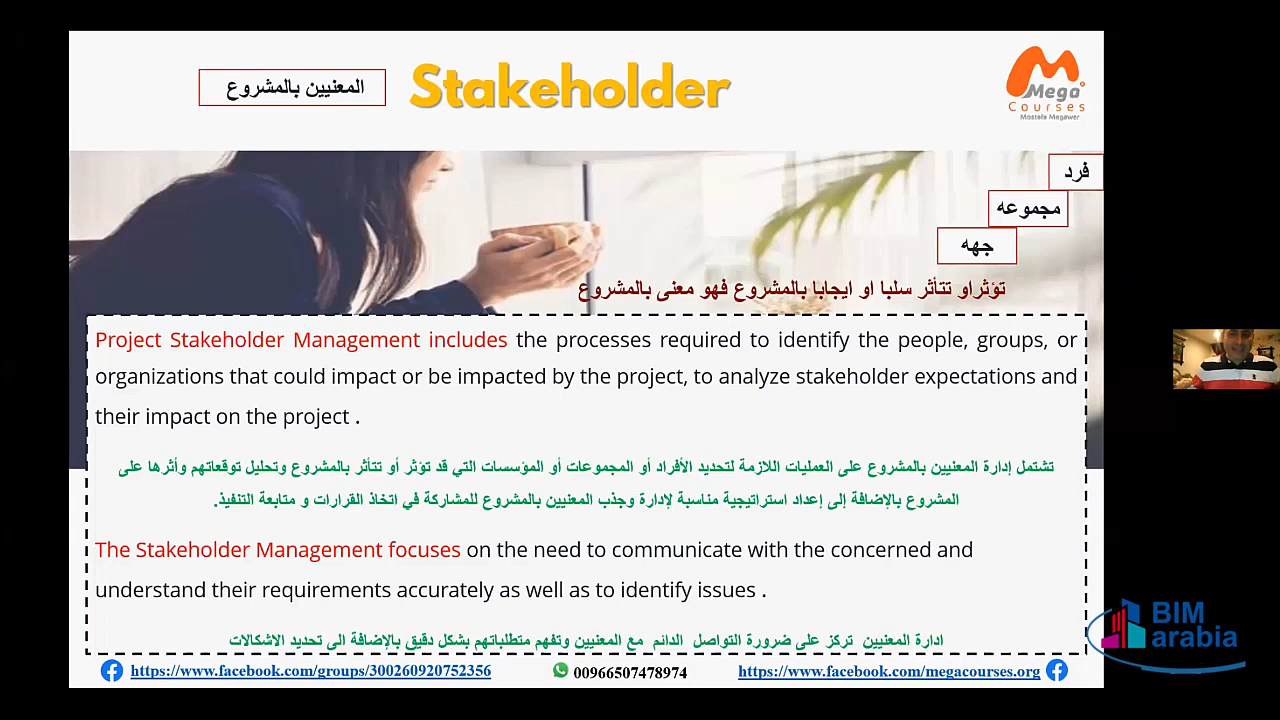 المعنيين بالمشروع
Stakeholder
Mega
Courses
Mostafa Megawer
فرد
مجموعه
جهه
تؤثراو تتأثر سلبا او ايجابا بالمشروع فهو معنى بالمشروع
Project Stakeholder Management includes the processes required to identify the people, groups, or
organizations that could impact or be impacted by the project, to analyze stakeholder expectations and
their impact on the project .
تشتمل إدارة المعنيين بالمشروع على العمليات اللازمة لتحديد الأفراد أو المجموعات أو المؤسسات التي قد تؤثر أو تتأثر بالمشروع وتحليل توقعاتهم وأثرها على
المشروع بالإضافة إلى إعداد استراتيجية مناسبة لإدارة وجذب المعنيين بالمشروع للمشاركة في اتخاذ القرارات و متابعة التنفيذ.
The Stakeholder Management focuses on the need to communicate with the concerned and
understand their requirements accurately as well as to identify issues .
ادارة المعنيين تركز على ضرورة التواصل الدائم مع المعنيين وتفهم متطلباتهم بشكل دقيق بالإضافة الى تحديد الاشكالات
https://www.facebook.com/groups/300260920752356
00966507478974
https://www.facebook.com/megacourses.org
BIM
arabia